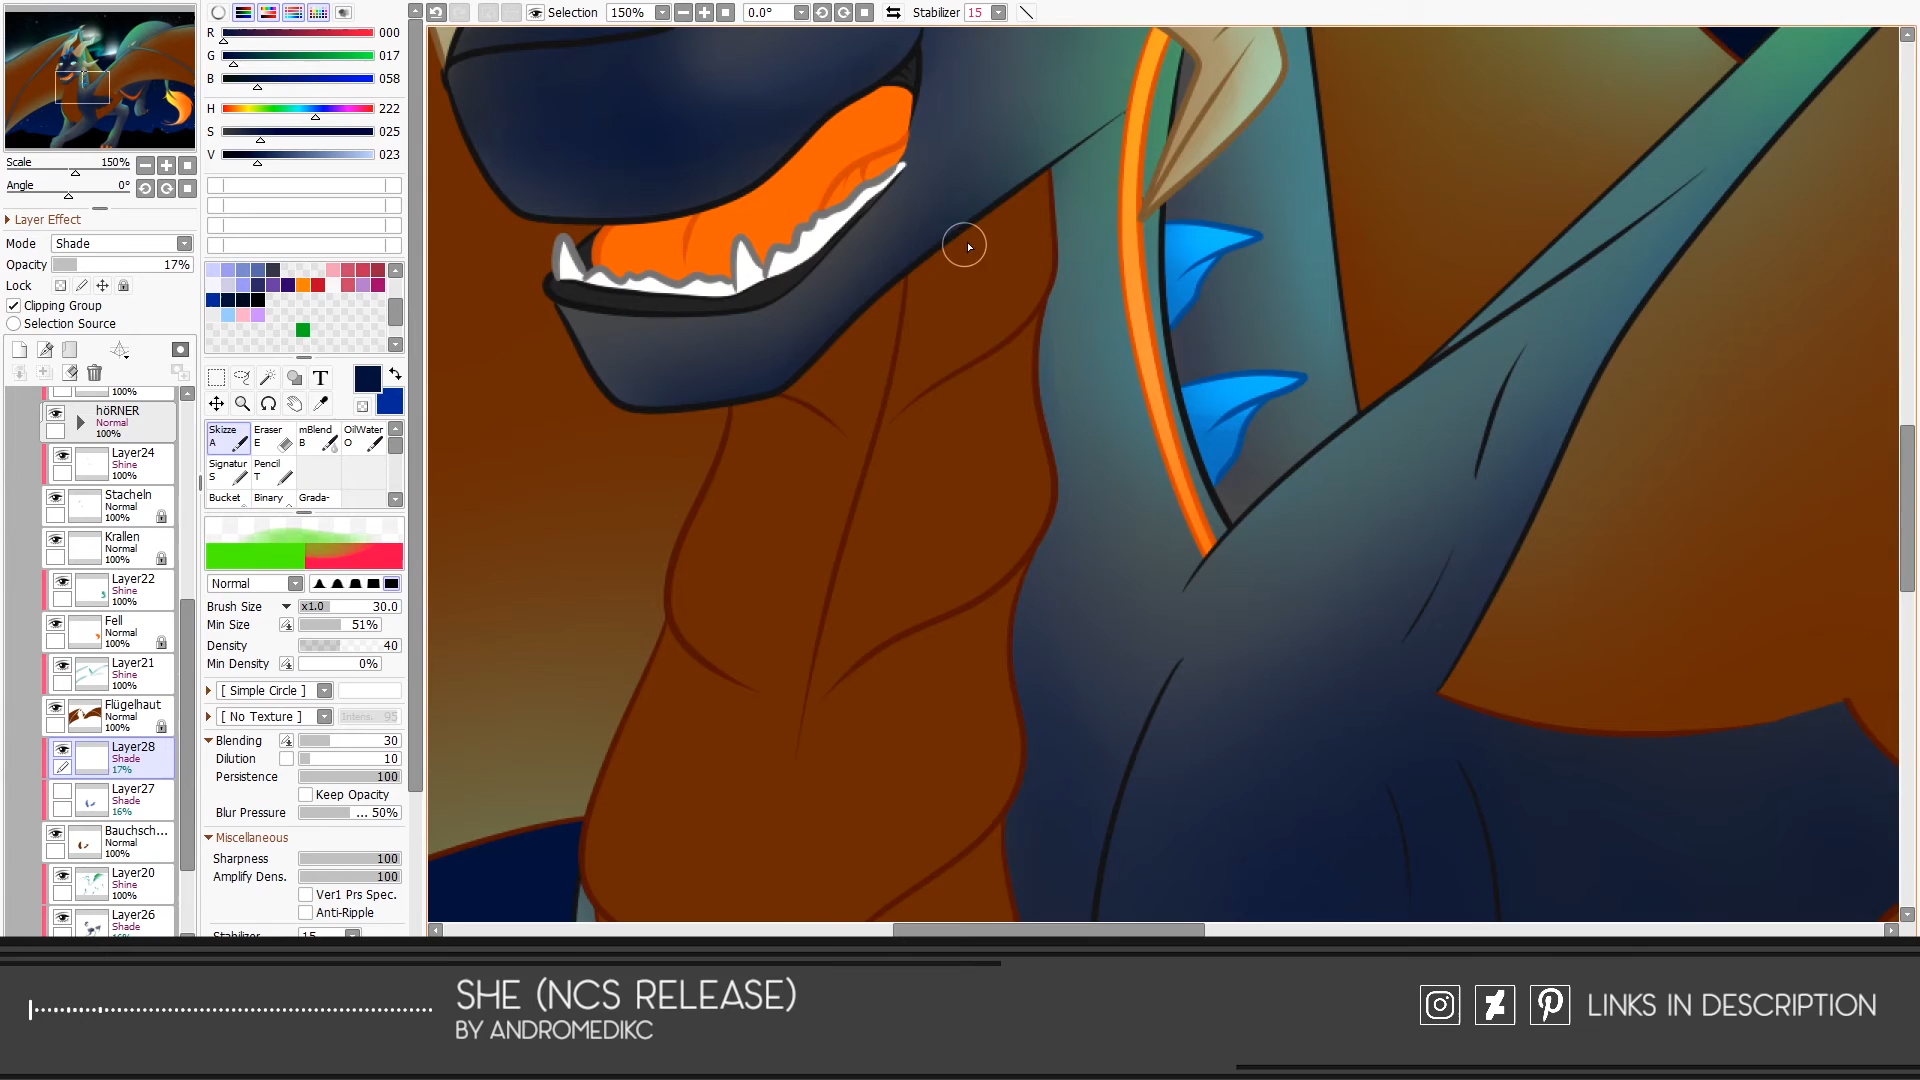 Selection 150% 0.0° Stabilizer 15
R 000
G 017
B 058
H 222
S 025
V 023
Scale 150%
Angle 0°
Layer Effect
Mode Shade
Opacity 17%
Lock
Clipping Group
Selection Source
100%
höRNER
Normal
100%
Layer24
Shine
100%
Stacheln
Normal
100%
Krallen
Normal
100%
Layer22
Shine
100%
Fell
Normal
100%
Layer21
Shine
100%
Flügelhaut
Normal
100%
Layer28
Shade
17%
Layer27
Shade
16%
Bauchsch...
Normal
100%
Layer20
Shine
100%
Layer26
Shade
T
Skizze Eraser mBlend OilWater
A E B O
Signatur Pencil
S T
Bucket Binary Grada-
Normal
Brush Size x1.0 30.0
Min Size 51%
Density 40
Min Density 0%
[ Simple Circle ]
[ No Texture ] Intens. 95
Blending 30
Dilution 10
Persistence 100
Keep Opacity
Blur Pressure ... 50%
Miscellaneous
Sharpness 100
Amplify Dens. 100
Ver1 Prs Spec.
Anti-Ripple
Stabilizer 15
SHE (NCS RELEASE)
BY ANDROMEDIKC
LINKS IN DESCRIPTION